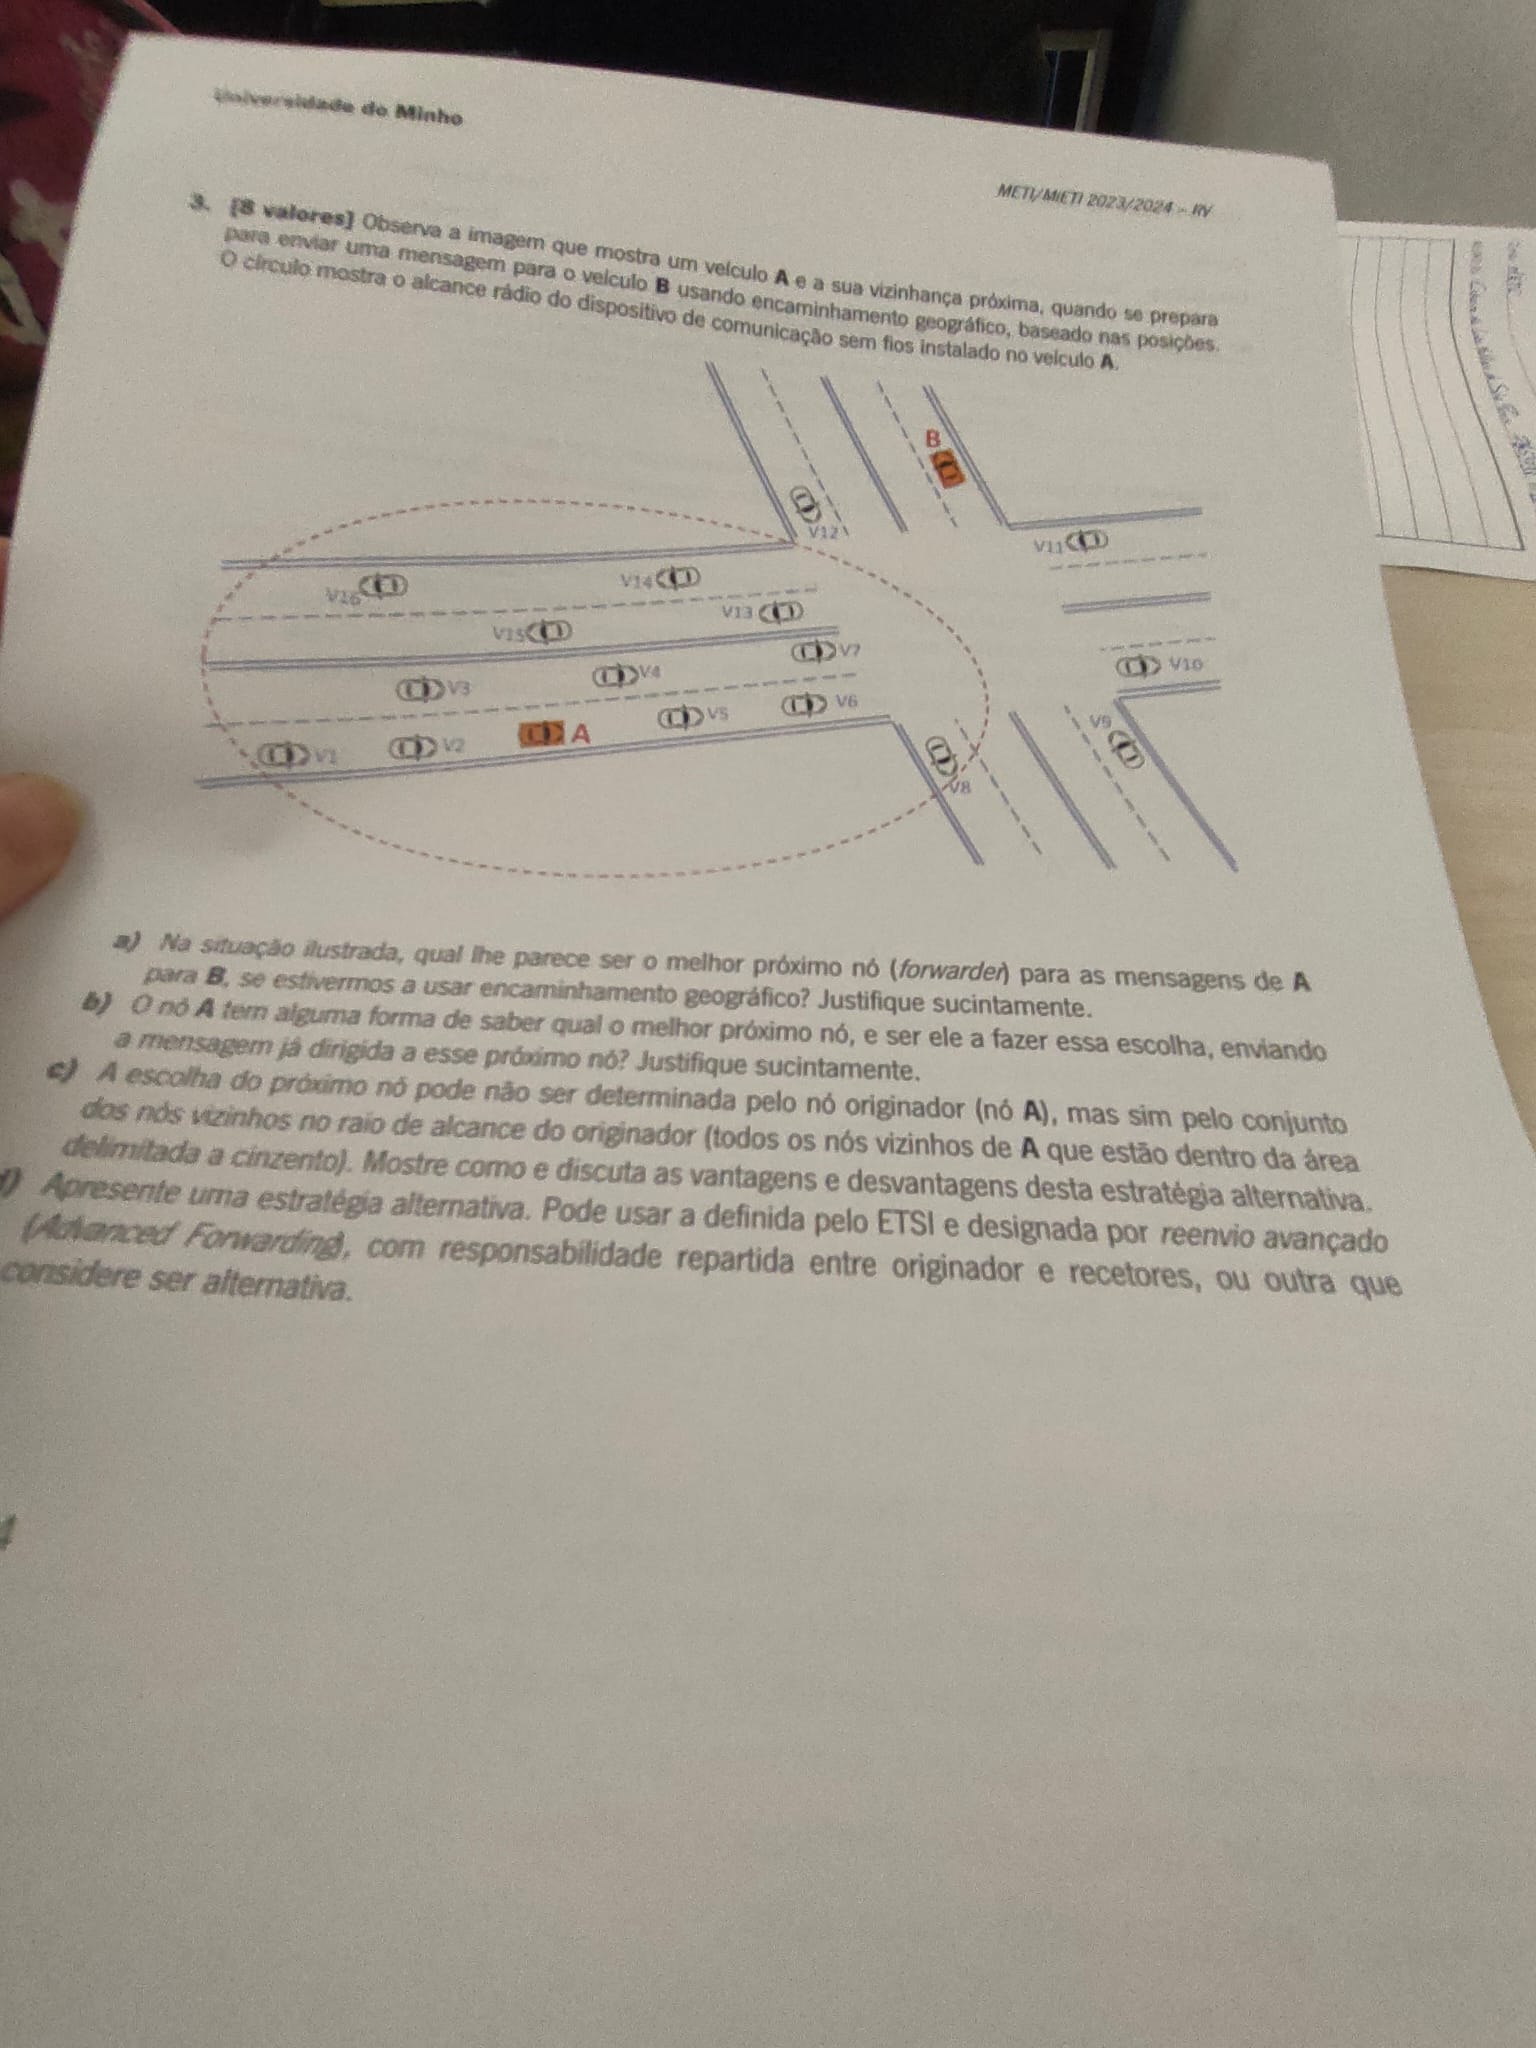 Universidade do Minho
METI/MIETI 2023/2024 - RV
3. [8 valores] Observa a imagem que mostra um veículo A e a sua vizinhança próxima, quando se prepara
para enviar uma mensagem para o veículo B usando encaminhamento geográfico, baseado nas posições.
O círculo mostra o alcance rádio do dispositivo de comunicação sem fios instalado no veículo A.
B
V12
V11
V16
V14
V13
V15
V7
V4
V3
V10
V6
V5
A
V2
V1
V9
V8
a) Na situação ilustrada, qual lhe parece ser o melhor próximo nó (forwarder) para as mensagens de A
para B, se estivermos a usar encaminhamento geográfico? Justifique sucintamente.
b) O nó A tem alguma forma de saber qual o melhor próximo nó, e ser ele a fazer essa escolha, enviando
a mensagem já dirigida a esse próximo nó? Justifique sucintamente.
c) A escolha do próximo nó pode não ser determinada pelo nó originador (nó A), mas sim pelo conjunto
dos nós vizinhos no raio de alcance do originador (todos os nós vizinhos de A que estão dentro da área
delimitada a cinzento). Mostre como e discuta as vantagens e desvantagens desta estratégia alternativa.
d) Apresente uma estratégia alternativa. Pode usar a definida pelo ETSI e designada por reenvio avançado
(Advanced Forwarding), com responsabilidade repartida entre originador e recetores, ou outra que
considere ser alternativa.
4